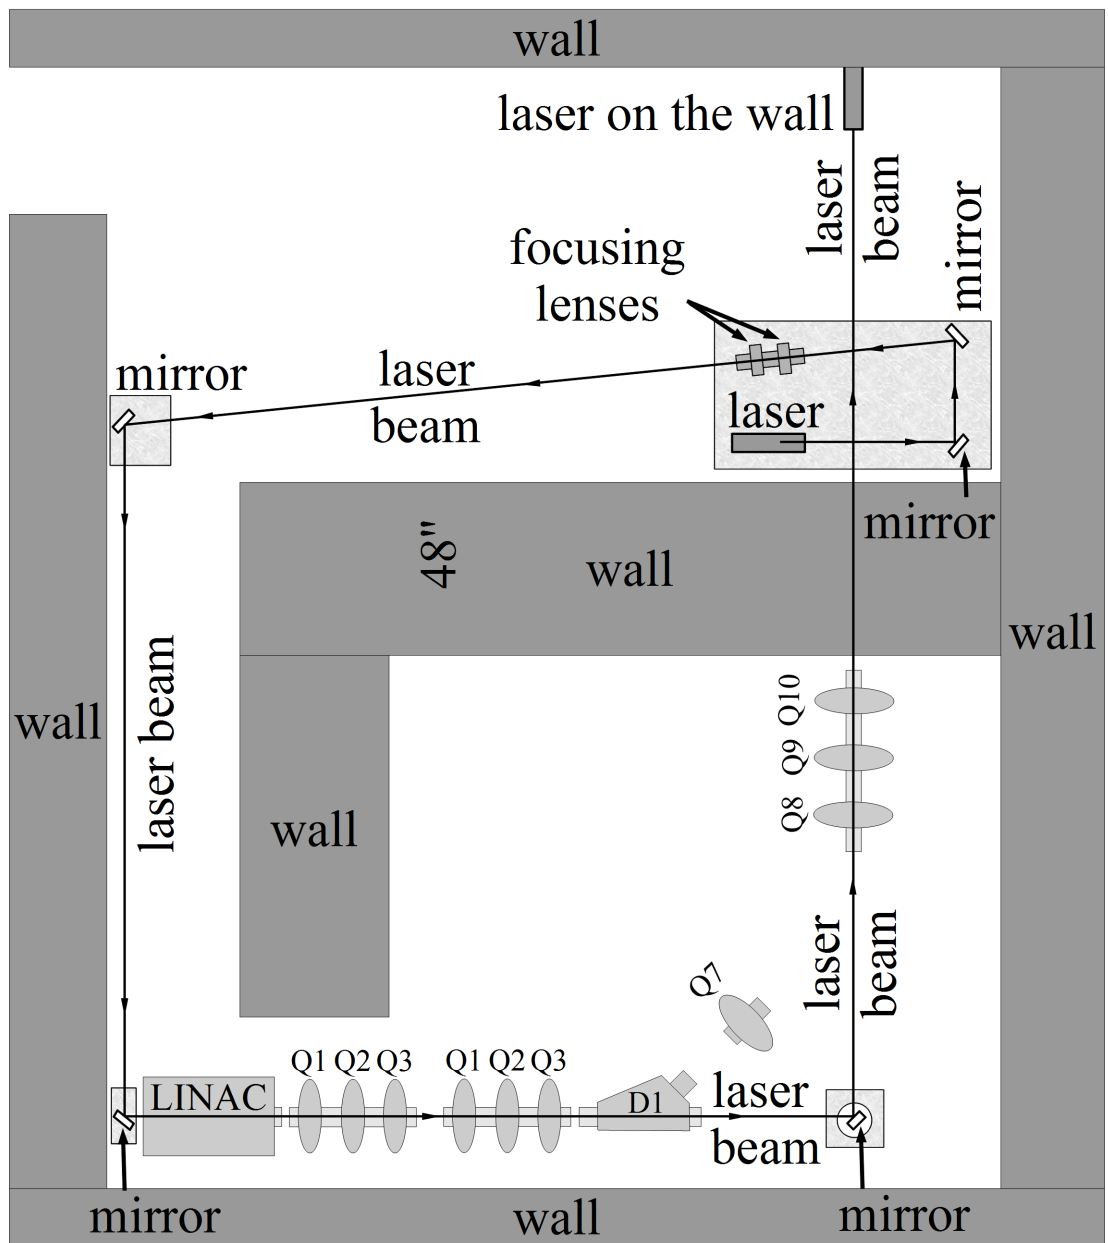 wall
laser on the wall
laser
beam
mirror
focusing
lenses
mirror
laser
beam
laser
mirror
48"
wall
wall
wall
laser beam
wall
Q10
Q9
Q8
laser
beam
Q7
Q1 Q2 Q3
Q1 Q2 Q3
LINAC
D1
laser
beam
mirror
wall
mirror